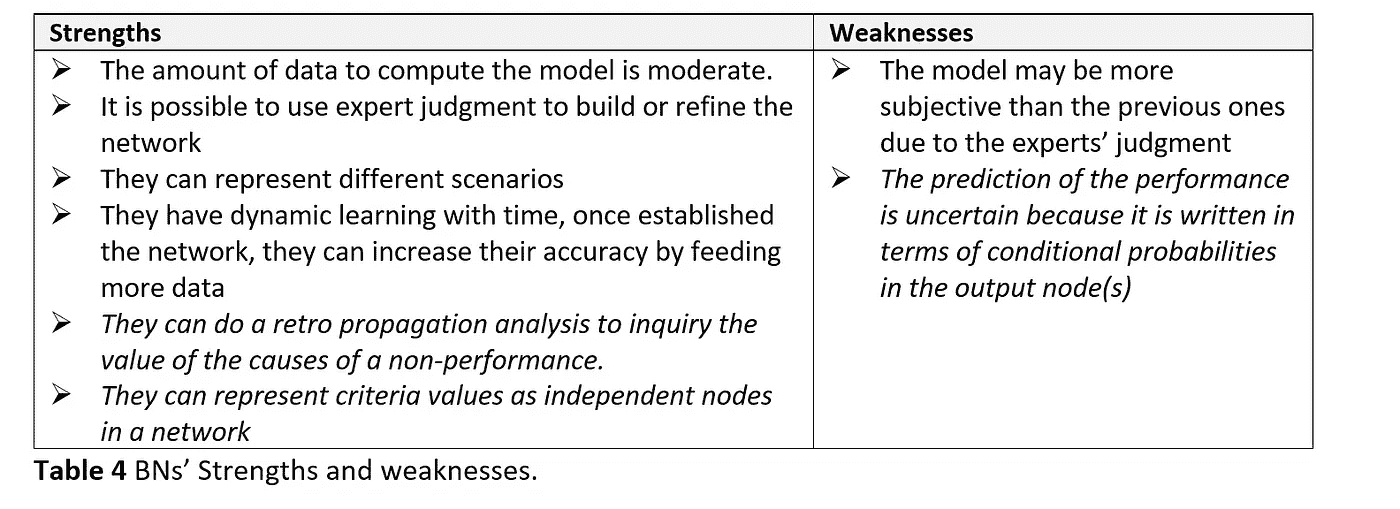 Strengths
➢ The amount of data to compute the model is moderate.
➢ It is possible to use expert judgment to build or refine the
network
➢ They can represent different scenarios
➢ They have dynamic learning with time, once established
the network, they can increase their accuracy by feeding
more data
➢ They can do a retro propagation analysis to inquiry the
value of the causes of a non-performance.
➢ They can represent criteria values as independent nodes
in a network
Weaknesses
➢ The model may be more
subjective than the previous ones
due to the experts’ judgment
➢ The prediction of the performance
is uncertain because it is written in
terms of conditional probabilities
in the output node(s)
Table 4 BNs’ Strengths and weaknesses.